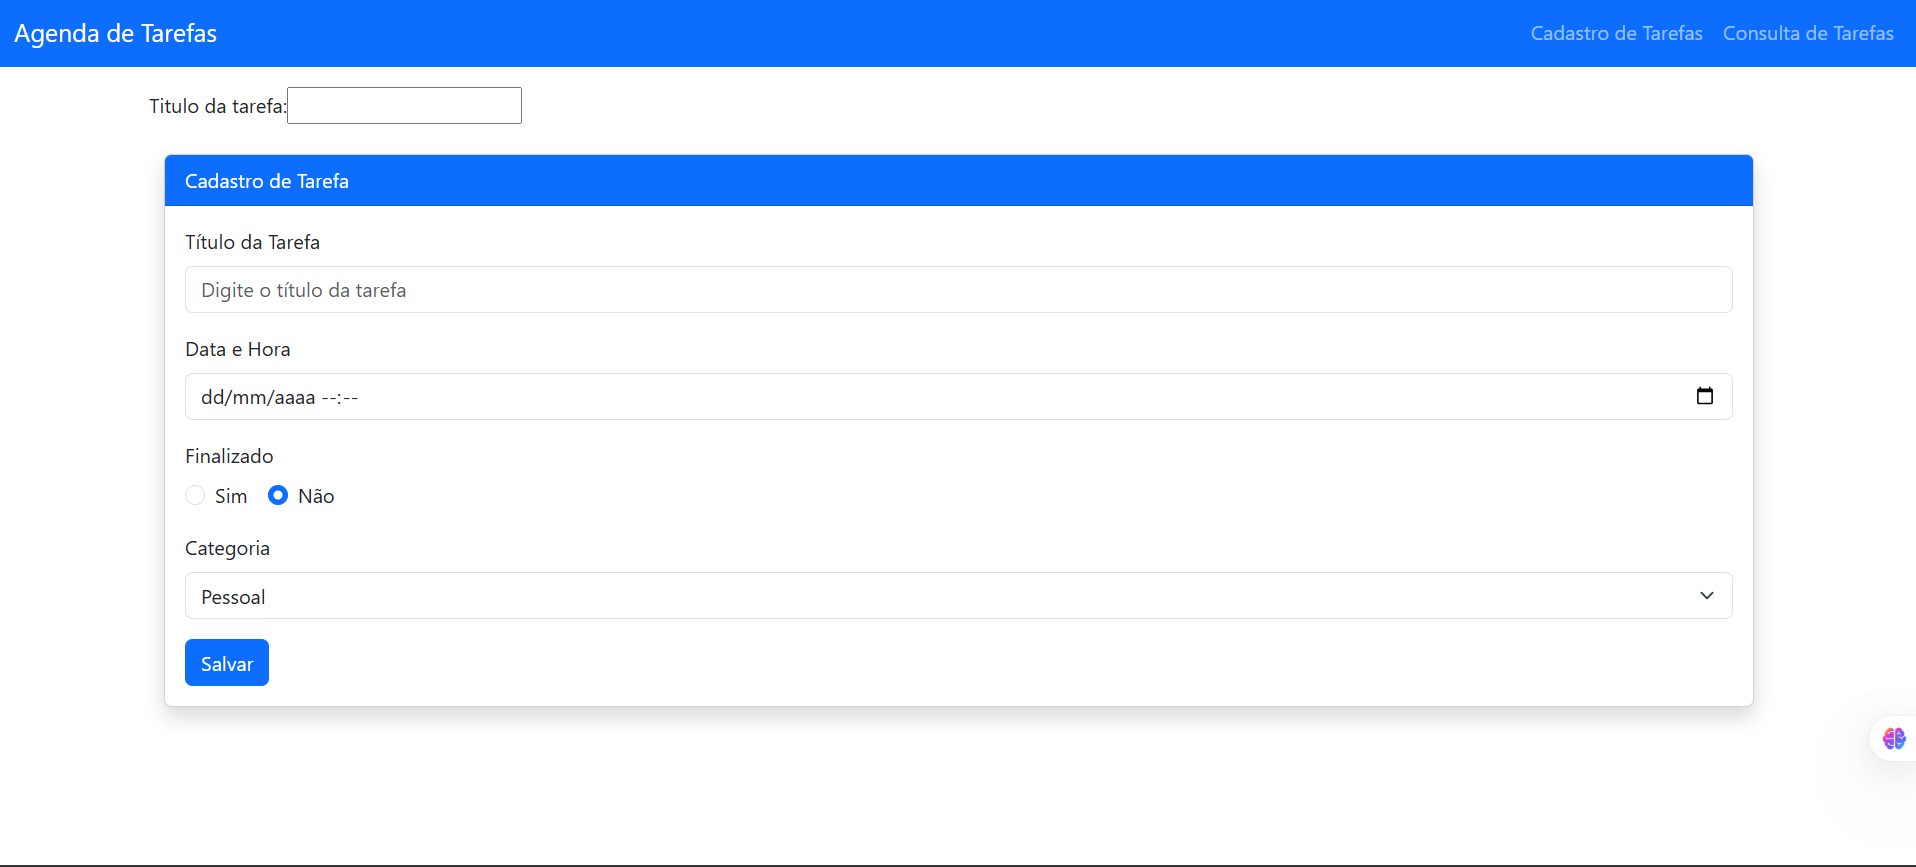 Agenda de Tarefas
Cadastro de Tarefas Consulta de Tarefas
Titulo da tarefa:
Cadastro de Tarefa
Título da Tarefa
Digite o título da tarefa
Data e Hora
dd/mm/aaaa --:--
Finalizado
Sim Não
Categoria
Pessoal
Salvar